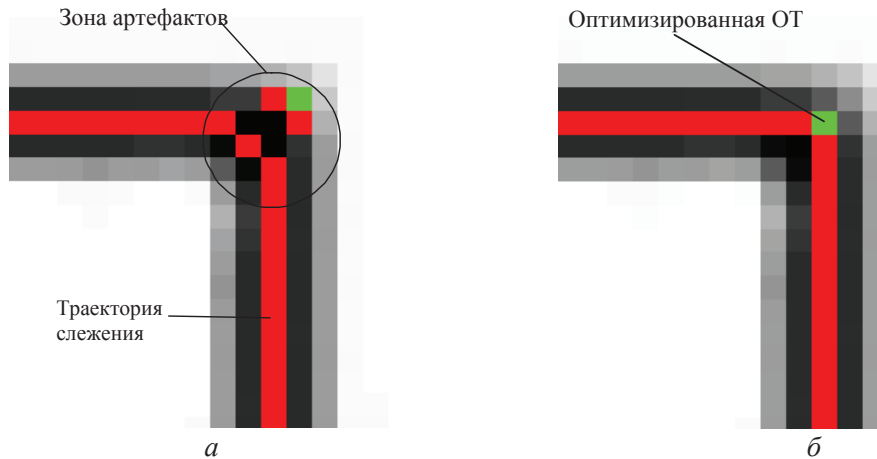 Зона артефактов
Оптимизированная ОТ
Траектория
слежения
а
б